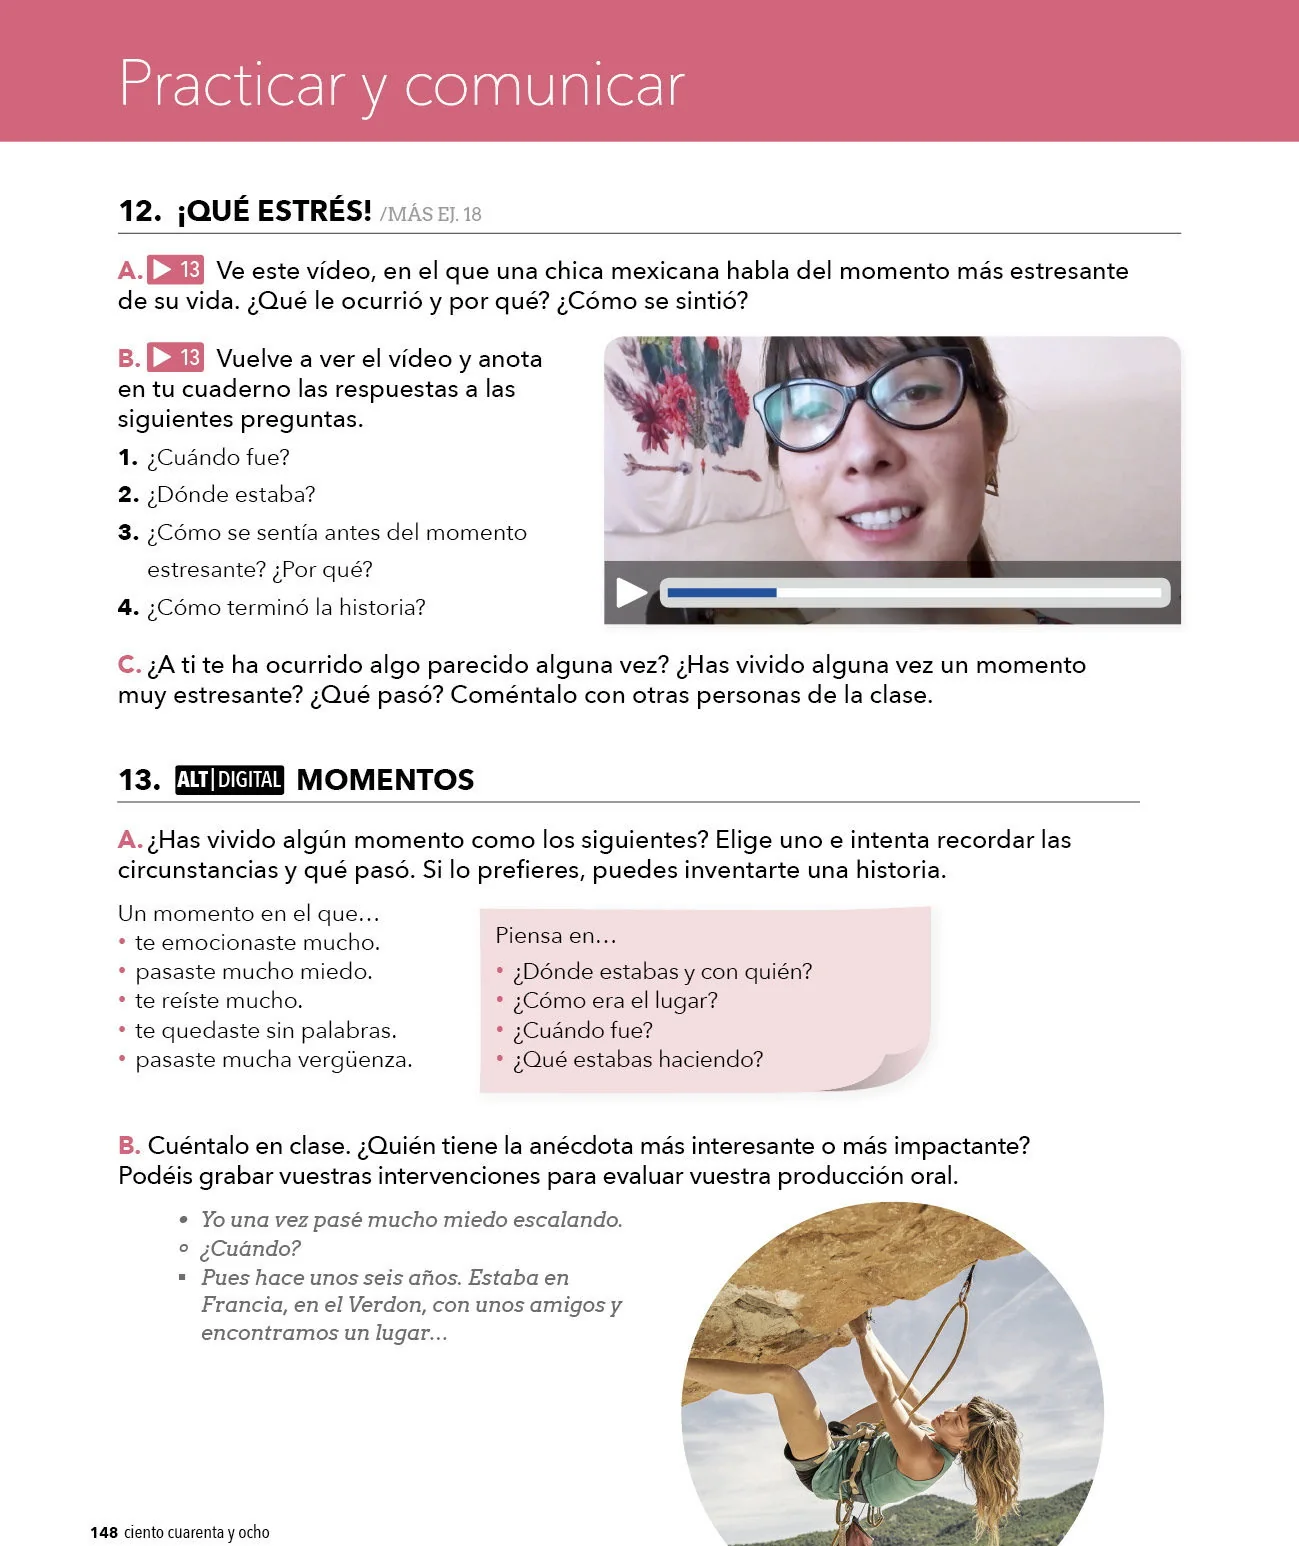 Practicar y comunicar
12. ¡QUÉ ESTRÉS! /MÁS EJ. 18
A. 13 Ve este vídeo, en el que una chica mexicana habla del momento más estresante
de su vida. ¿Qué le ocurrió y por qué? ¿Cómo se sintió?
B. 13 Vuelve a ver el vídeo y anota
en tu cuaderno las respuestas a las
siguientes preguntas.
1. ¿Cuándo fue?
2. ¿Dónde estaba?
3. ¿Cómo se sentía antes del momento
estresante? ¿Por qué?
4. ¿Cómo terminó la historia?
C. ¿A ti te ha ocurrido algo parecido alguna vez? ¿Has vivido alguna vez un momento
muy estresante? ¿Qué pasó? Coméntalo con otras personas de la clase.
13. ALT|DIGITAL MOMENTOS
A. ¿Has vivido algún momento como los siguientes? Elige uno e intenta recordar las
circunstancias y qué pasó. Si lo prefieres, puedes inventarte una historia.
Un momento en el que…
• te emocionaste mucho.
• pasaste mucho miedo.
• te reíste mucho.
• te quedaste sin palabras.
• pasaste mucha vergüenza.
Piensa en…
• ¿Dónde estabas y con quién?
• ¿Cómo era el lugar?
• ¿Cuándo fue?
• ¿Qué estabas haciendo?
B. Cuéntalo en clase. ¿Quién tiene la anécdota más interesante o más impactante?
Podéis grabar vuestras intervenciones para evaluar vuestra producción oral.
• Yo una vez pasé mucho miedo escalando.
○ ¿Cuándo?
▪ Pues hace unos seis años. Estaba en
Francia, en el Verdon, con unos amigos y
encontramos un lugar...
148 ciento cuarenta y ocho